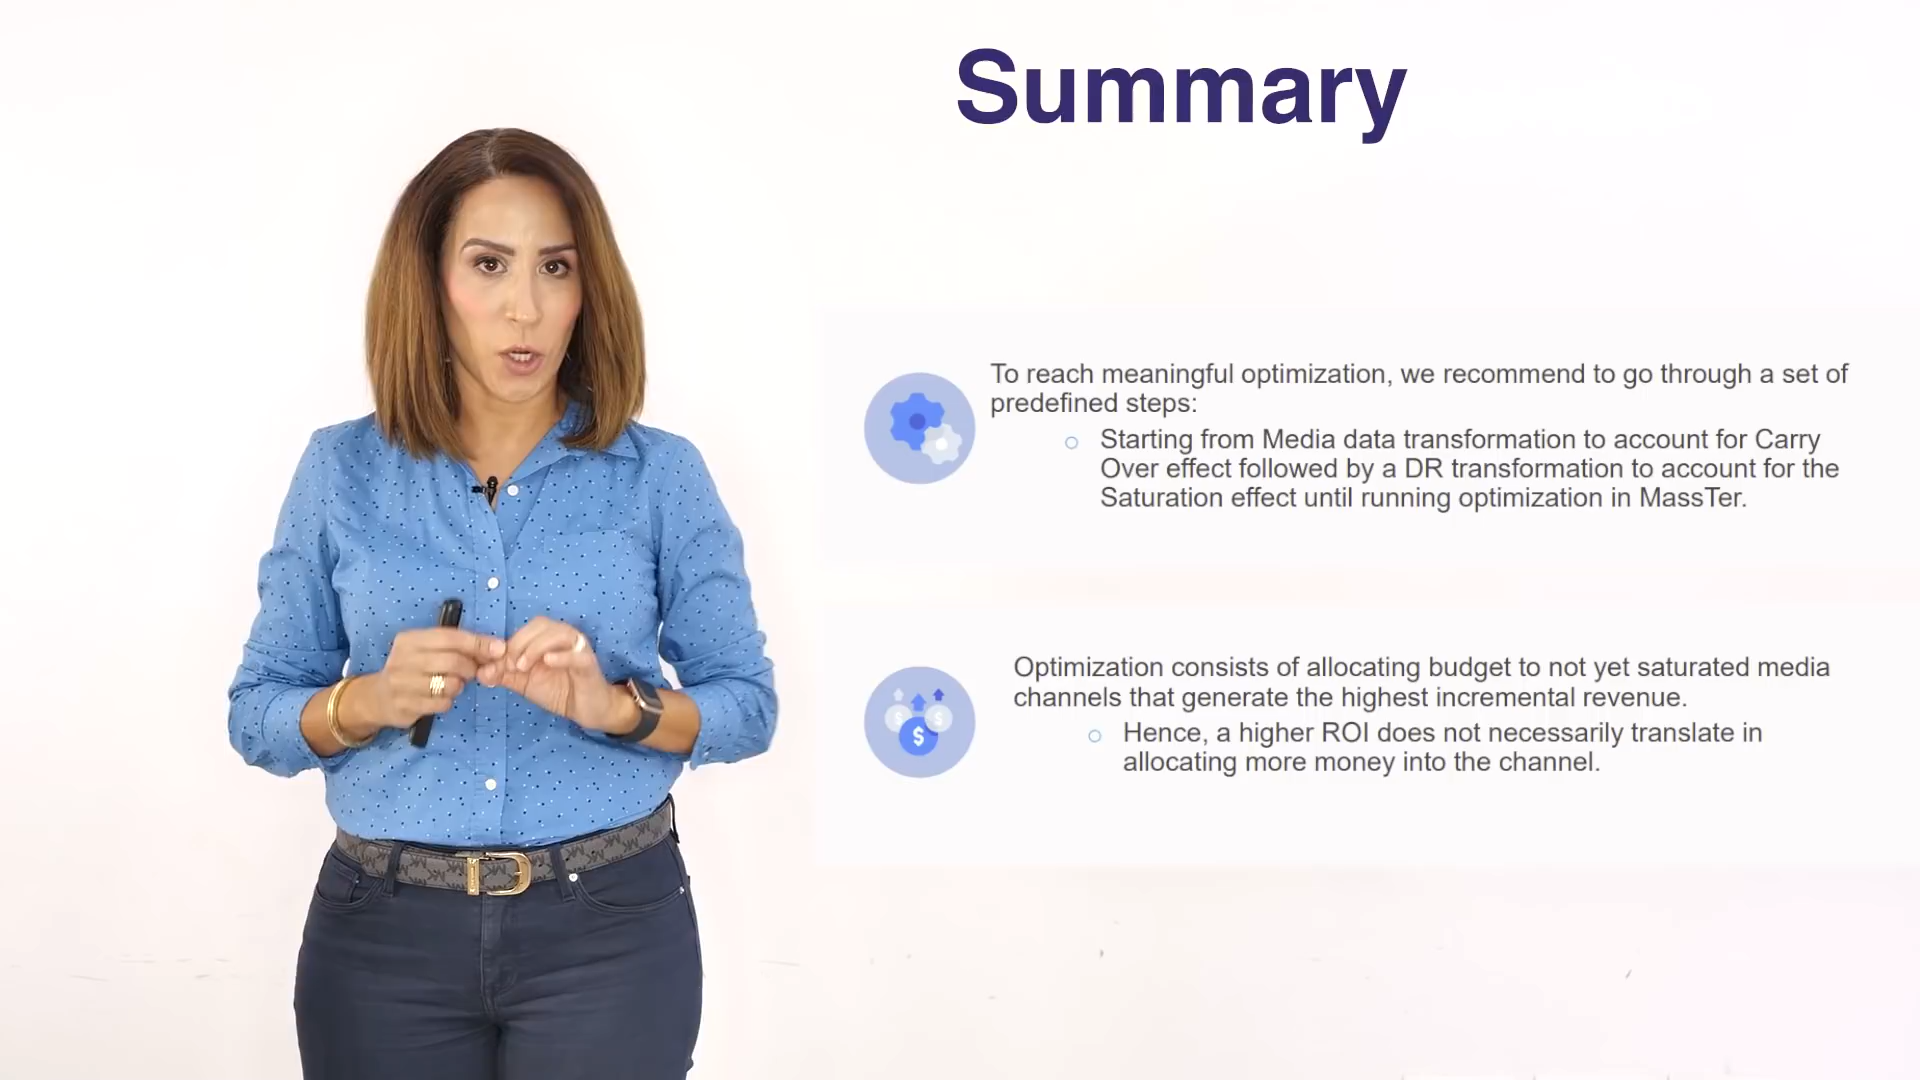 Summary
To reach meaningful optimization, we recommend to go through a set of
predefined steps:
Starting from Media data transformation to account for Carry
Over effect followed by a DR transformation to account for the
Saturation effect until running optimization in MassTer.
Optimization consists of allocating budget to not yet saturated media
channels that generate the highest incremental revenue.
Hence, a higher ROI does not necessarily translate in
allocating more money into the channel.